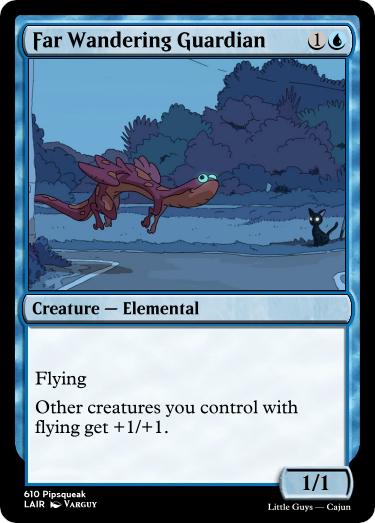 Far Wandering Guardian 1
Creature — Elemental
Flying
Other creatures you control with
flying get +1/+1.
1/1
610 Pipsqueak
LAIR VARGUY
Little Guys — Cajun